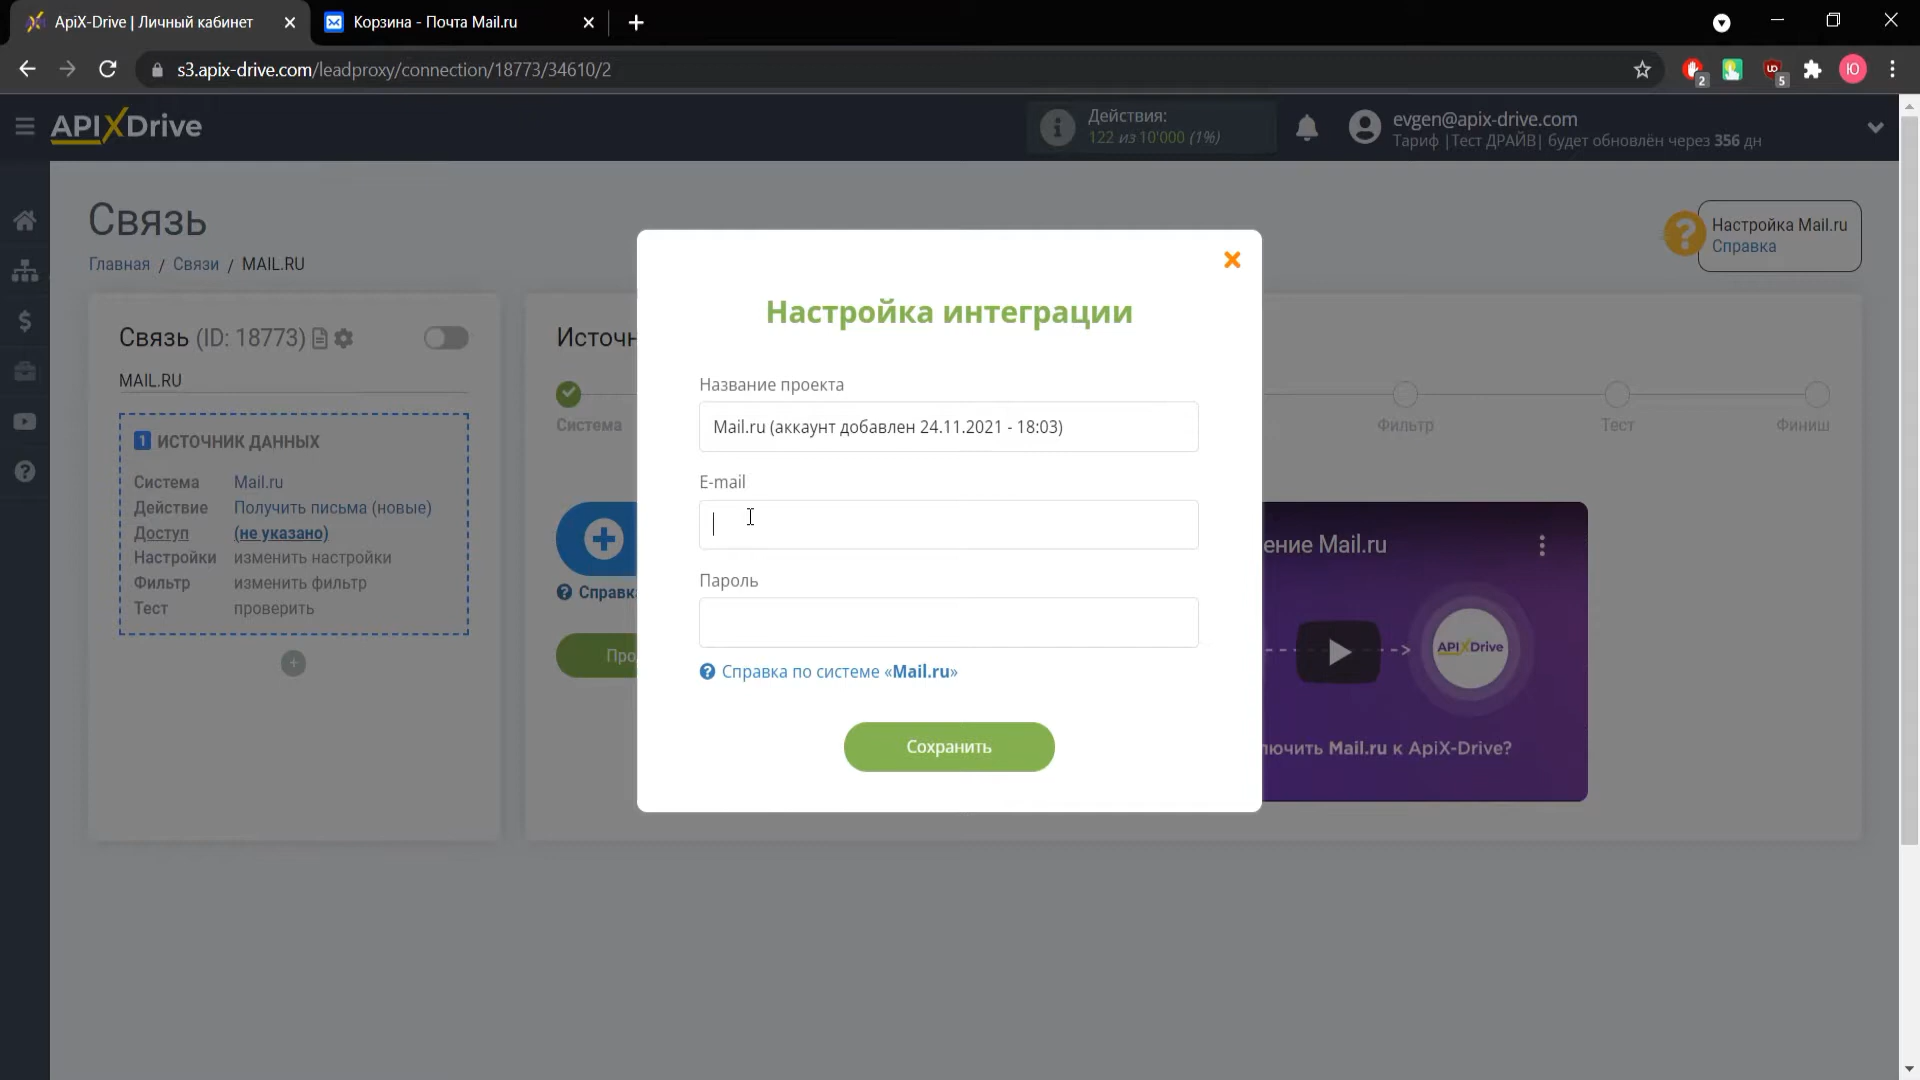 ApiX-Drive | Личный кабинет
Корзина - Почта Mail.ru
s3.apix-drive.com/leadproxy/connection/18773/34610/2
2
5
Ю
APIXDrive
Действия:
122 из 10'000 (1%)
evgen@apix-drive.com
Тариф |Тест ДРАЙВ| будет обновлён через 356 дн
Связь
Главная / Связи / MAIL.RU
Настройка Mail.ru
Справка
Связь (ID: 18773)
MAIL.RU
1 ИСТОЧНИК ДАННЫХ
Система Mail.ru
Действие Получить письма (новые)
Доступ (не указано)
Настройки изменить настройки
Фильтр изменить фильтр
Тест проверить
Источн
Система
Фильтр
Тест
Финиш
Справк
Про
Настройка интеграции
Название проекта
Mail.ru (аккаунт добавлен 24.11.2021 - 18:03)
E-mail
Пароль
Справка по системе «Mail.ru»
Сохранить
ение Mail.ru
APIXDrive
лючить Mail.ru к ApiX-Drive?